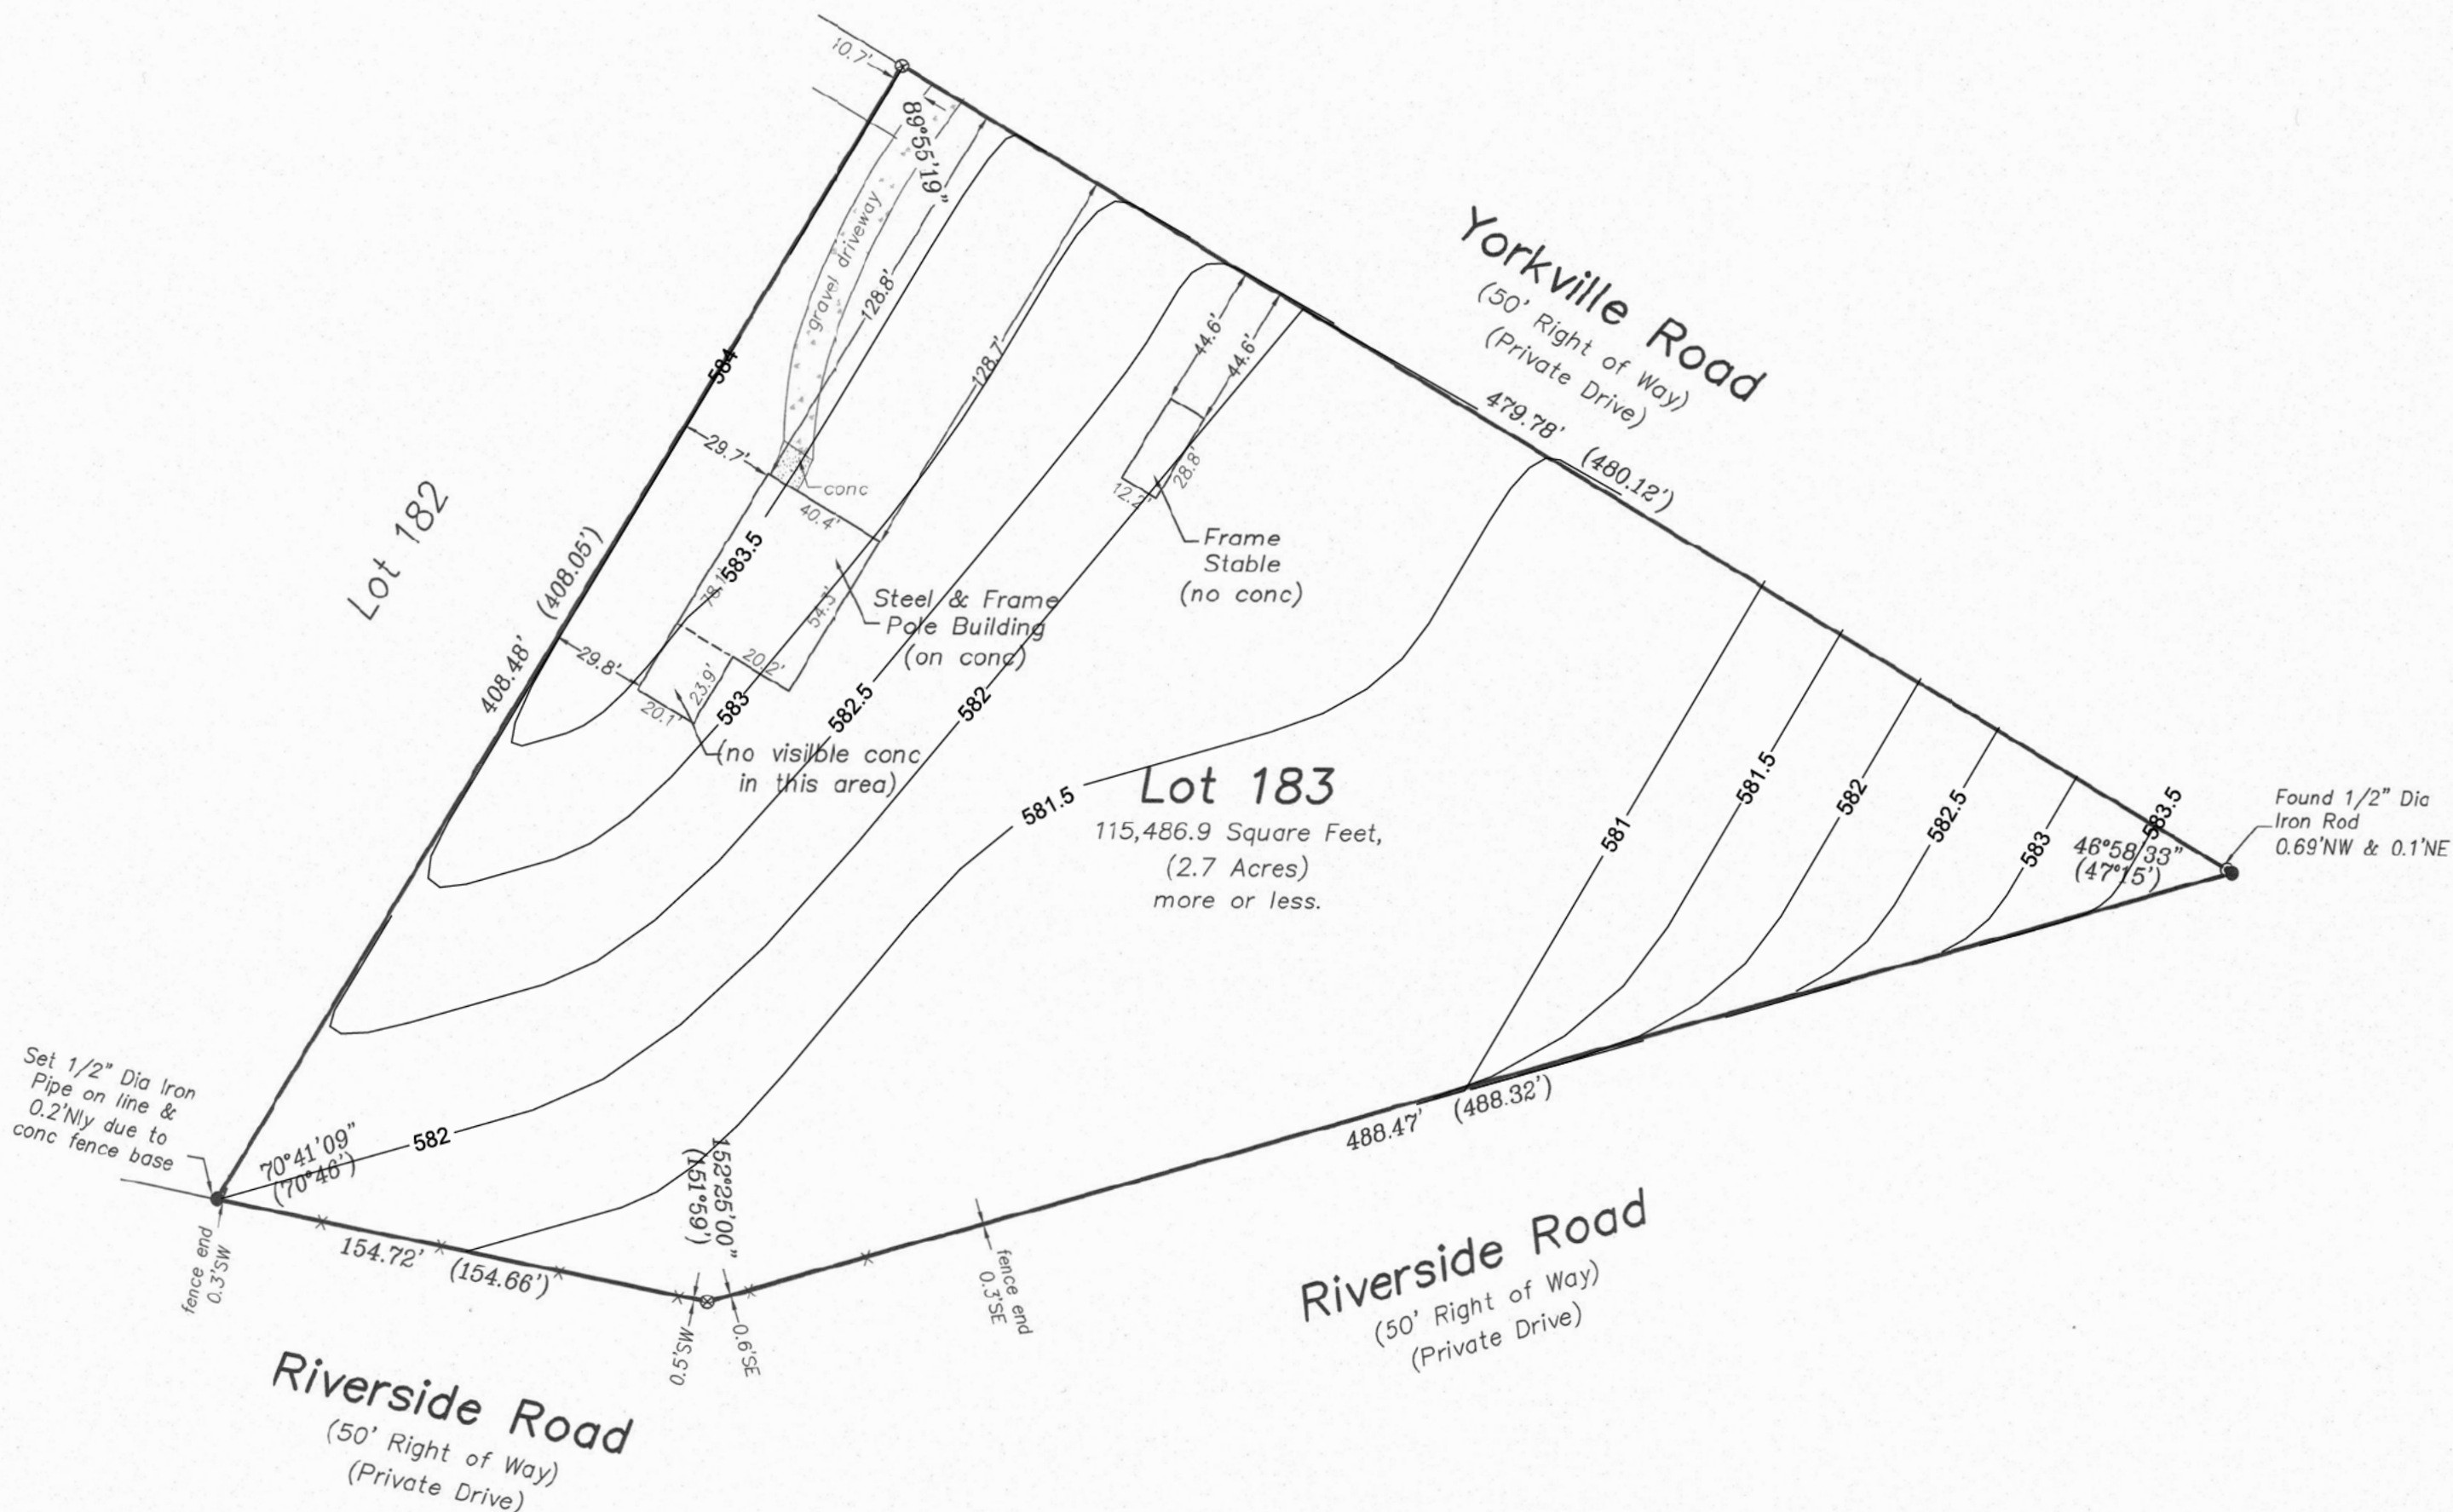 10.7'
89°55'19"
gravel driveway
128.8'
128.7'
44.6'
44.6'
Yorkville Road
(50' Right of Way)
(Private Drive)
479.78' (480.12')
584
29.7'
conc
40.4'
12.2'
28.8'
Frame
Stable
(no conc)
Lot 182
408.48' (408.05')
583.5
78.1'
54.3'
Steel & Frame
Pole Building
(on conc)
29.8'
20.2'
23.9'
20.1'
583
582.5
582
(no visible conc
in this area)
581.5
Lot 183
115,486.9 Square Feet,
(2.7 Acres)
more or less.
581
581.5
582
582.5
583
583.5
46°58'33"
(47°15')
Found 1/2" Dia
Iron Rod
0.69'NW & 0.1'NE
Set 1/2" Dia Iron
Pipe on line &
0.2'Nly due to
conc fence base
70°41'09"
(70°46')
582
152°25'00"
(151°59')
488.47' (488.32')
fence end
0.3'SW
154.72' (154.66')
0.5'SW
0.6'SE
fence end
0.3'SE
Riverside Road
(50' Right of Way)
(Private Drive)
Riverside Road
(50' Right of Way)
(Private Drive)